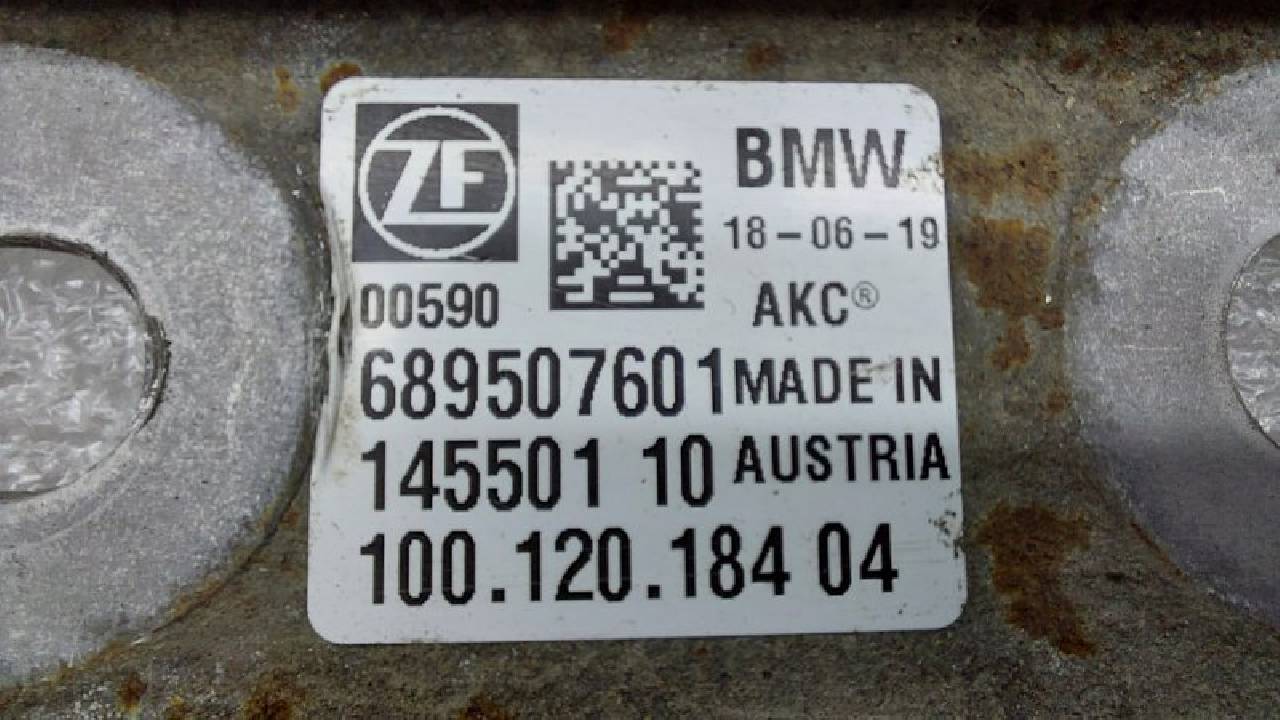 ZF
BMW
18-06-19
00590
AKC®
689507601
MADE IN
145501 10
AUSTRIA
100.120.184 04